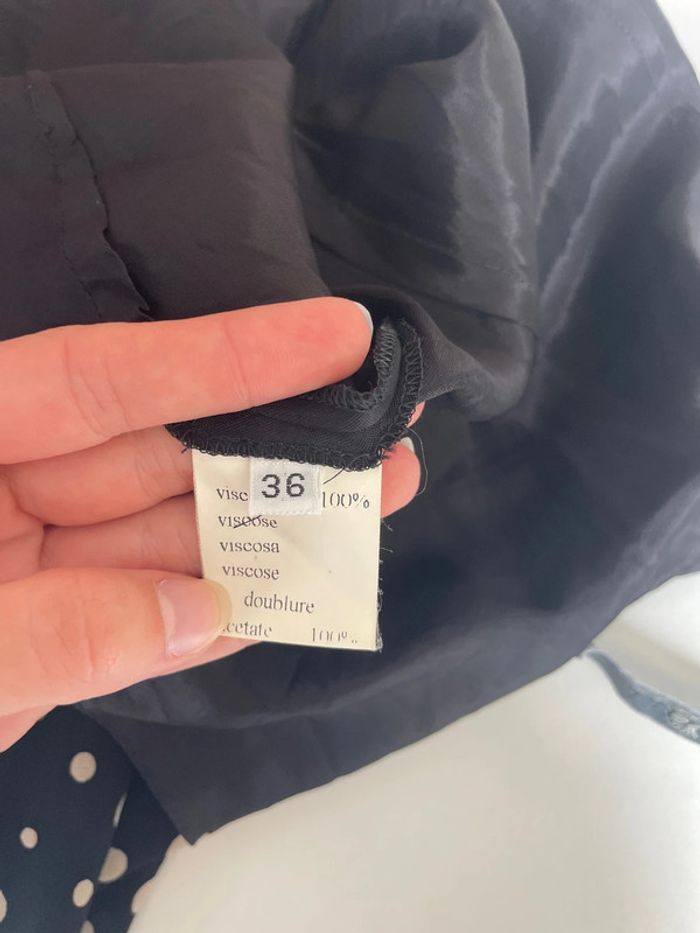 36
visc 100%
viscose
viscosa
viscose
doublure
cetate 100%